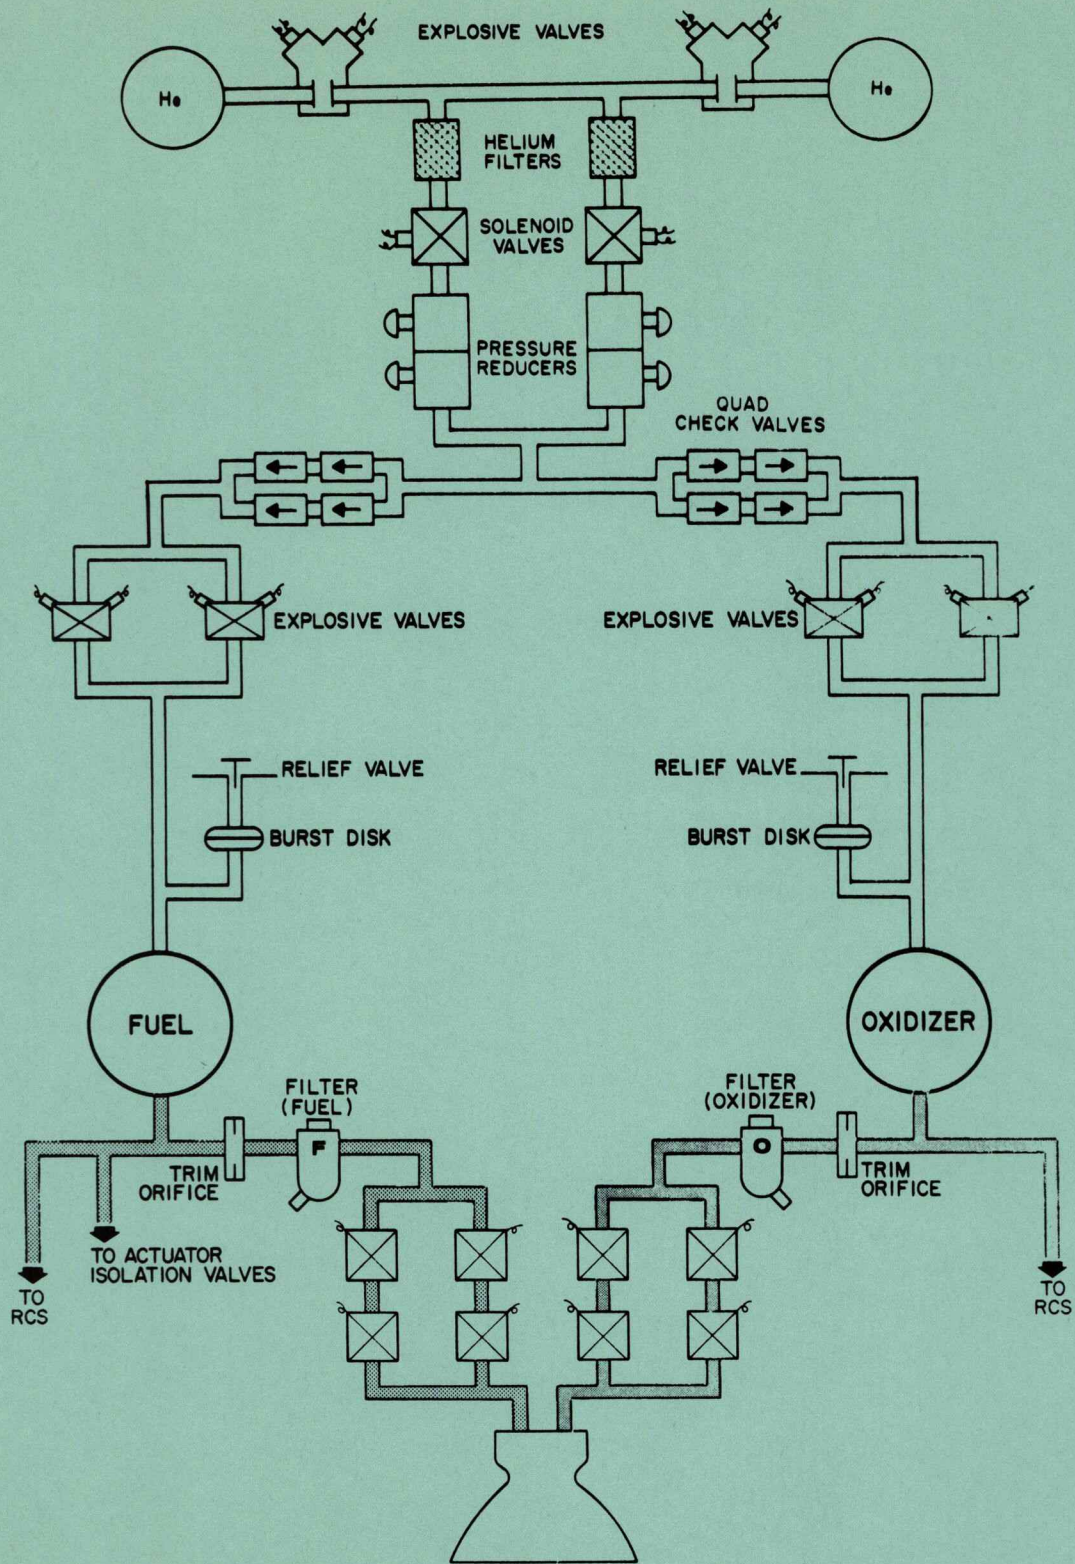 EXPLOSIVE VALVES
He
He
HELIUM
FILTERS
SOLENOID
VALVES
PRESSURE
REDUCERS
QUAD
CHECK VALVES
EXPLOSIVE VALVES
EXPLOSIVE VALVES
RELIEF VALVE
RELIEF VALVE
BURST DISK
BURST DISK
FUEL
OXIDIZER
FILTER
(FUEL)
FILTER
(OXIDIZER)
F
O
TRIM
ORIFICE
TRIM
ORIFICE
TO ACTUATOR
ISOLATION VALVES
TO
RCS
TO
RCS